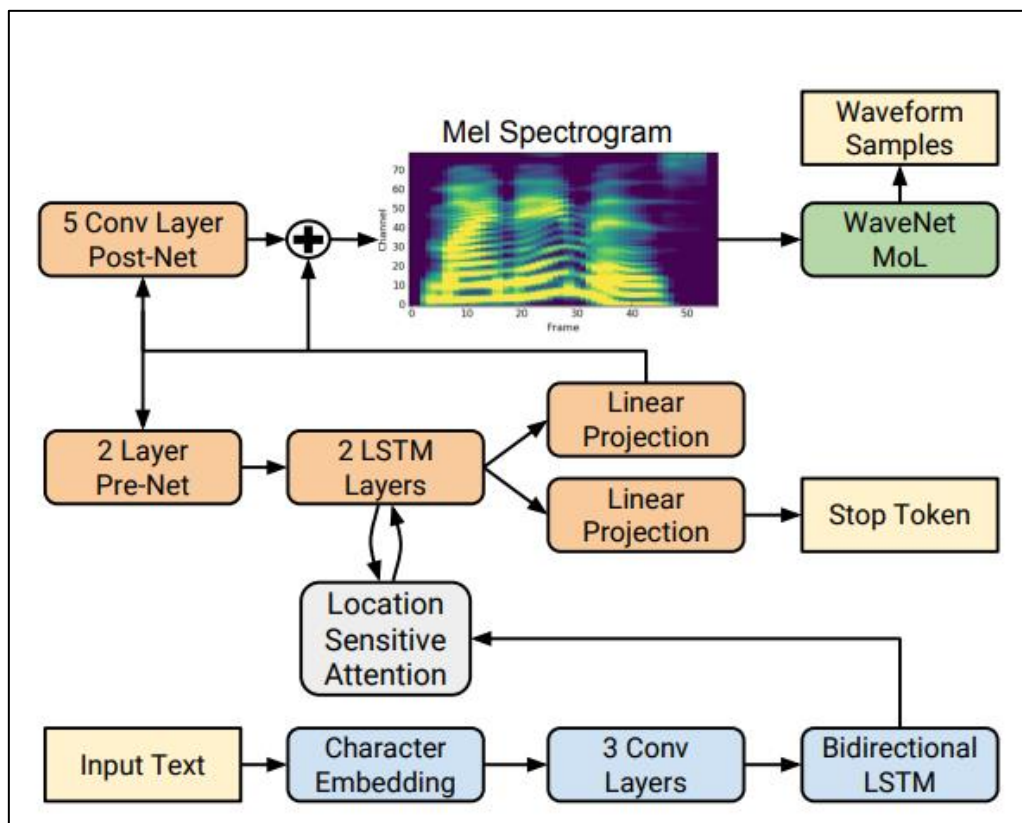 Waveform
Samples
Mel Spectrogram
70
60
50
40
30
20
10
0
Channel
0
10
20
30
40
50
Frame
5 Conv Layer
Post-Net
WaveNet
MoL
Linear
Projection
2 Layer
Pre-Net
2 LSTM
Layers
Linear
Projection
Stop Token
Location
Sensitive
Attention
Input Text
Character
Embedding
3 Conv
Layers
Bidirectional
LSTM